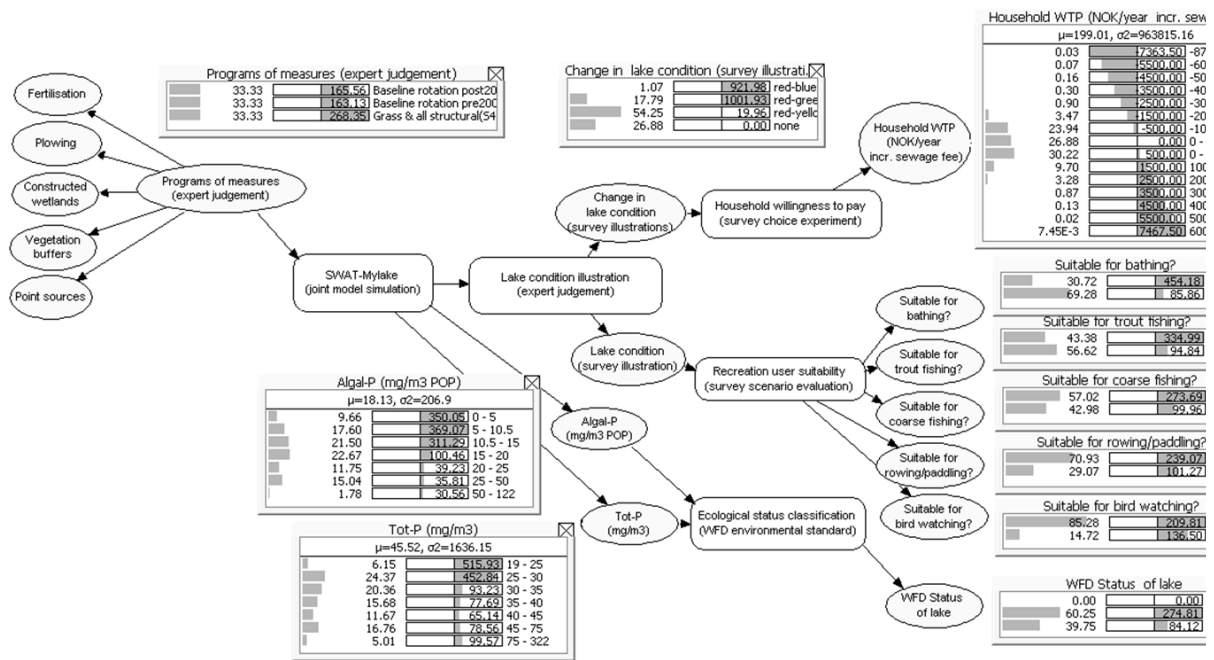 Household WTP (NOK/year incr. sew
μ=199.01, σ2=963815.16
0.03 -7363.50 -87
0.07 -5500.00 -60
0.16 -4500.00 -50
0.30 -3500.00 -40
0.90 -2500.00 -30
3.47 -1500.00 -20
23.94 -500.00 -10
26.88 0.00 0 -
30.22 500.00 0 -
9.70 1500.00 100
3.28 2500.00 200
0.87 3500.00 300
0.13 4500.00 400
0.02 5500.00 500
7.45E-3 7467.50 600
Programs of measures (expert judgement)
33.33 165.56 Baseline rotation post20
33.33 163.13 Baseline rotation pre200
33.33 268.35 Grass & all structural(S4
Change in lake condition (survey illustrati.
1.07 921.98 red-blue
17.79 1001.93 red-gree
54.25 19.96 red-yello
26.88 0.00 none
Fertilisation
Plowing
Constructed
wetlands
Vegetation
buffers
Point sources
Programs of measures
(expert judgement)
SWAT-Mylake
(joint model simulation)
Lake condition illustration
(expert judgement)
Change in
lake condition
(survey illustrations)
Household willingness to pay
(survey choice experiment)
Household WTP
(NOK/year
incr. sewage fee)
Lake condition
(survey illustration)
Recreation user suitability
(survey scenario evaluation)
Suitable for
bathing?
Suitable for
trout fishing?
Suitable for
coarse fishing?
Suitable for
rowing/paddling?
Suitable for
bird watching?
Suitable for bathing?
30.72 454.18
69.28 85.86
Suitable for trout fishing?
43.38 334.99
56.62 94.84
Suitable for coarse fishing?
57.02 273.69
42.98 99.96
Suitable for rowing/paddling?
70.93 239.07
29.07 101.27
Suitable for bird watching?
85.28 209.81
14.72 136.50
Algal-P (mg/m3 POP)
μ=18.13, σ2=206.9
9.66 350.05 0 - 5
17.60 369.07 5 - 10.5
21.50 311.29 10.5 - 15
22.67 100.46 15 - 20
11.75 39.23 20 - 25
15.04 35.81 25 - 50
1.78 30.56 50 - 122
Algal-P
(mg/m3 POP)
Tot-P
(mg/m3)
Ecological status classification
(WFD environmental standard)
WFD Status
of lake
Tot-P (mg/m3)
μ=45.52, σ2=1636.15
6.15 515.93 19 - 25
24.37 452.84 25 - 30
20.36 93.23 30 - 35
15.68 77.69 35 - 40
11.67 65.14 40 - 45
16.76 78.56 45 - 75
5.01 99.57 75 - 322
WFD Status of lake
0.00 0.00
60.25 274.81
39.75 84.12